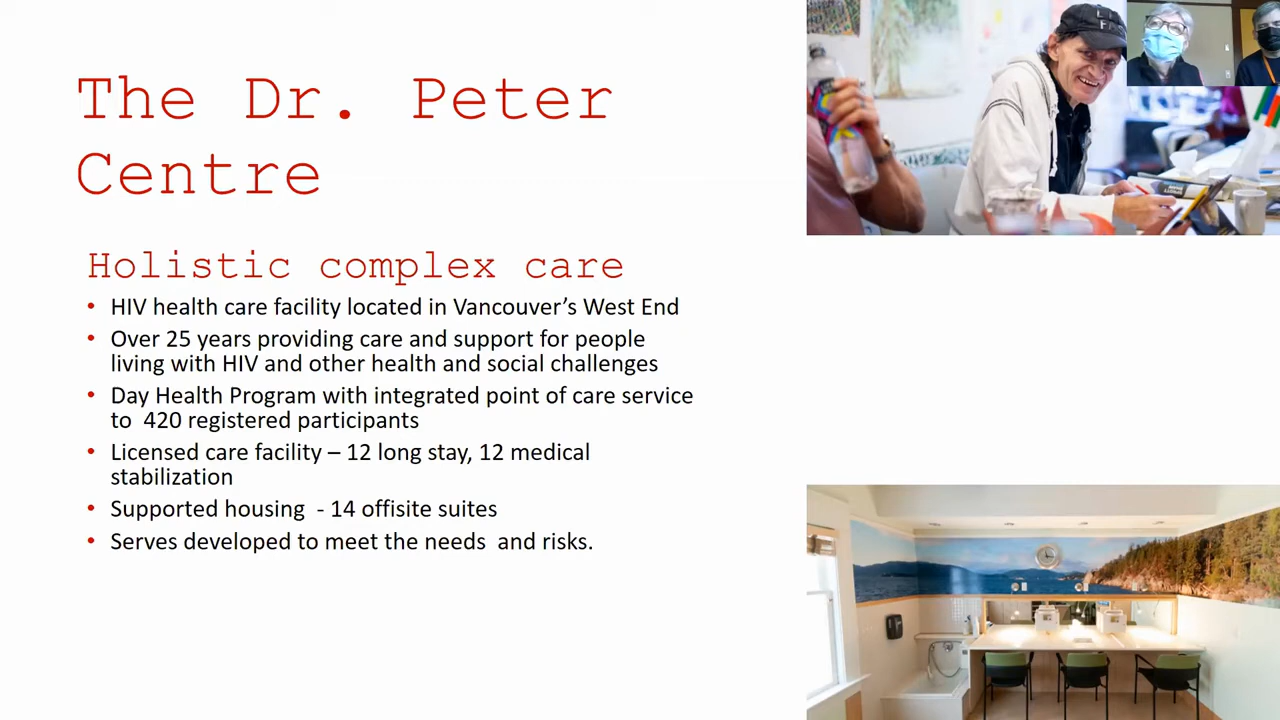 The Dr. Peter
Centre
Holistic complex care
• HIV health care facility located in Vancouver's West End
• Over 25 years providing care and support for people
living with HIV and other health and social challenges
• Day Health Program with integrated point of care service
to  420 registered participants
• Licensed care facility – 12 long stay, 12 medical
stabilization
• Supported housing  - 14 offisite suites
• Serves developed to meet the needs  and risks.